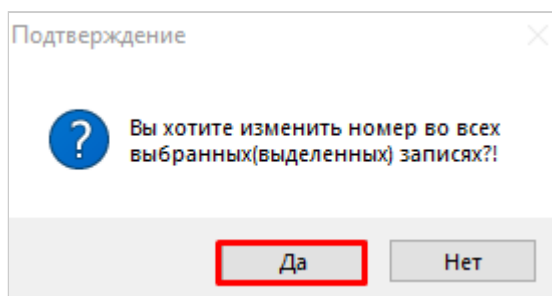 Подтверждение
Вы хотите изменить номер во всех
выбранных(выделенных) записях?!
Да
Нет